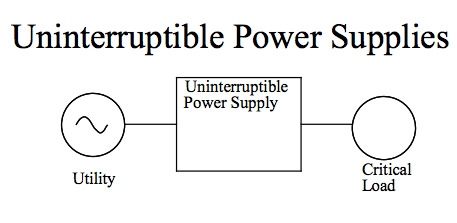 Uninterruptible Power Supplies
Uninterruptible
Power Supply
Utility
Critical
Load